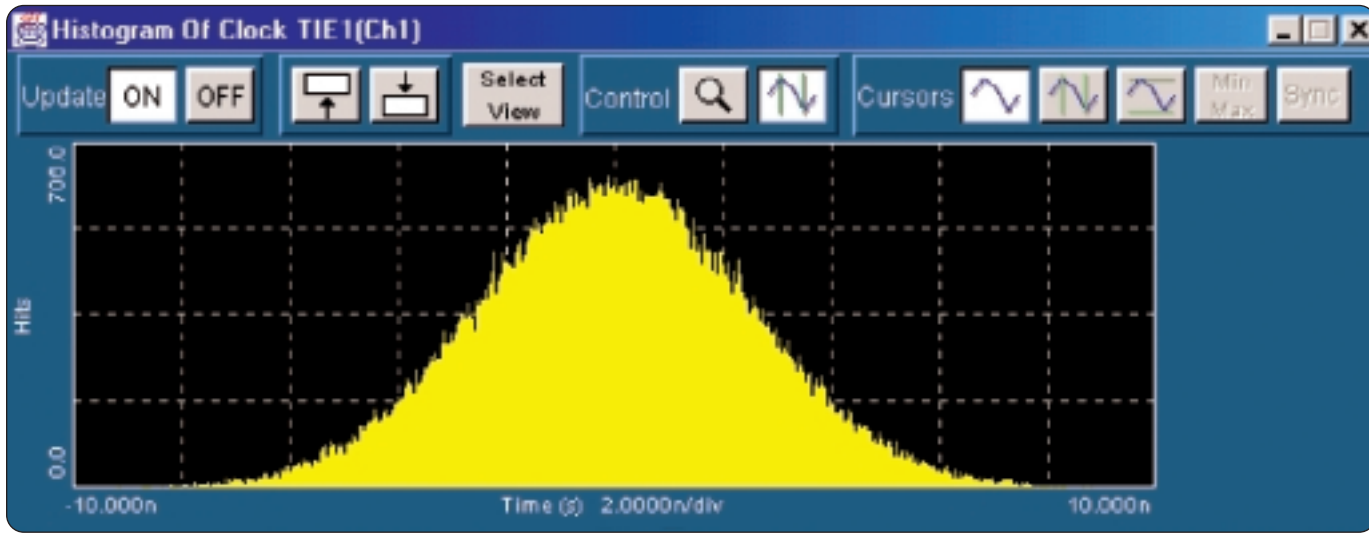 Histogram Of Clock TIE1(Ch1)
Update ON OFF Select View Control Cursors Min Max Sync
706.0
Hits
0.0
-10.000n Time (s) 2.0000n/div 10.000n